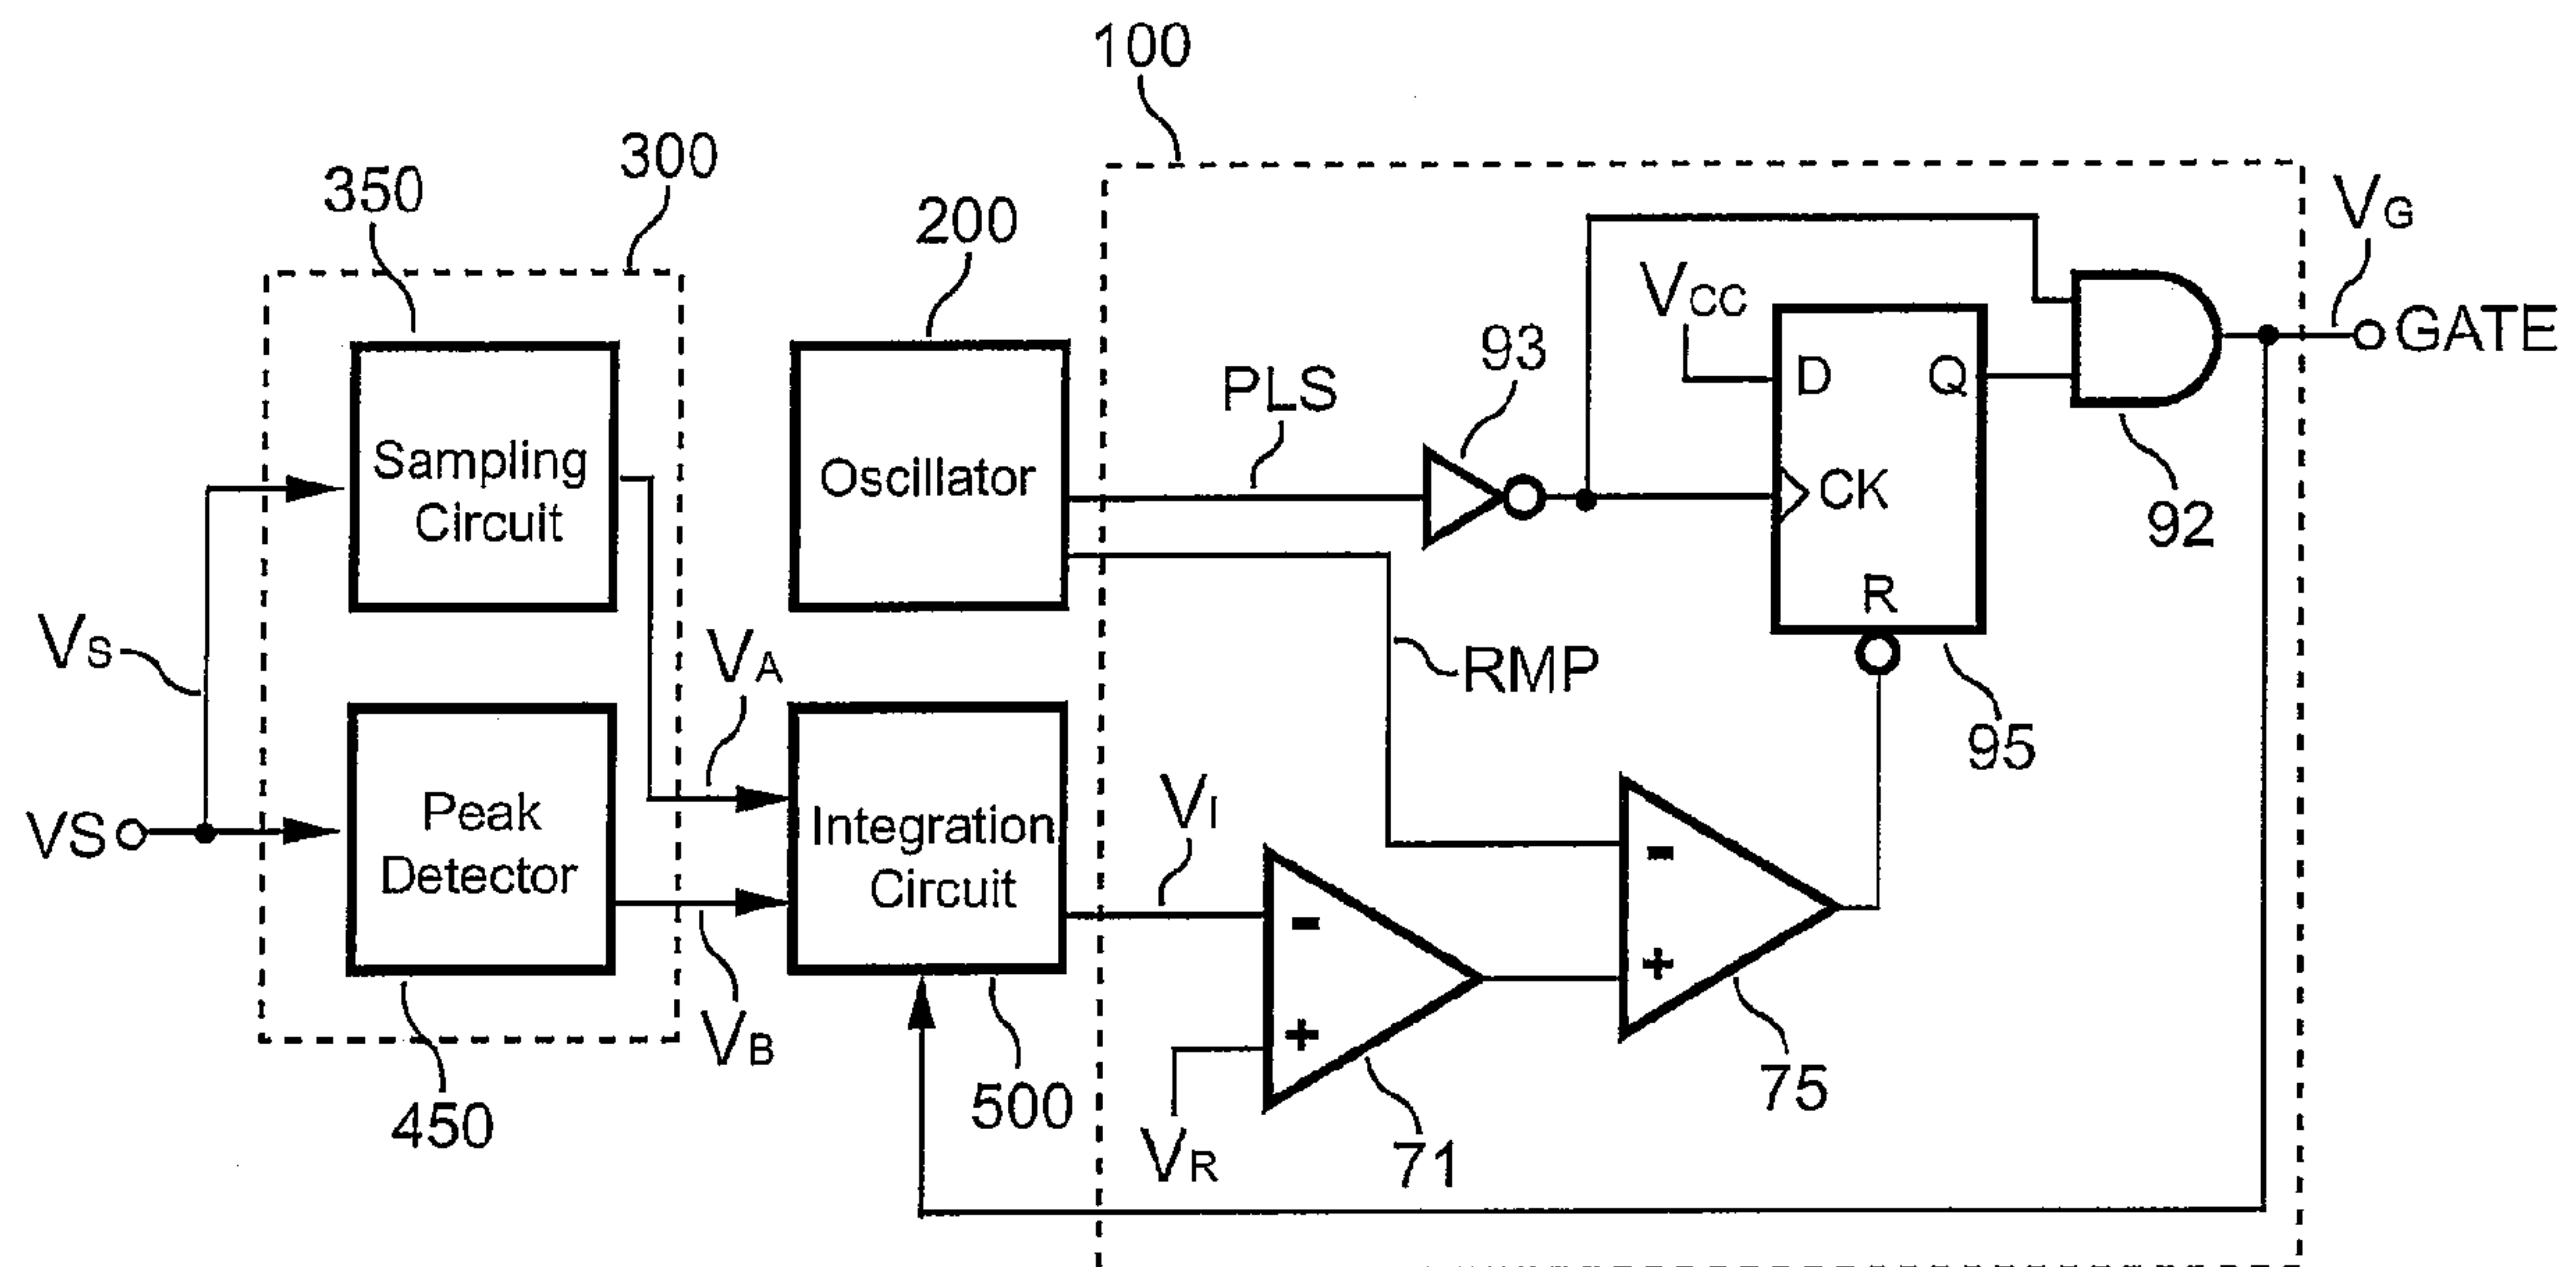 100
300
350
200
VG
VCC
GATE
93
D
Q
PLS
Sampling
Circuit
Oscillator
CK
92
R
VS
VA
RMP
95
Peak
Detector
Integration
Circuit
VI
VS
-
-
+
+
VB
500
450
VR
71
75